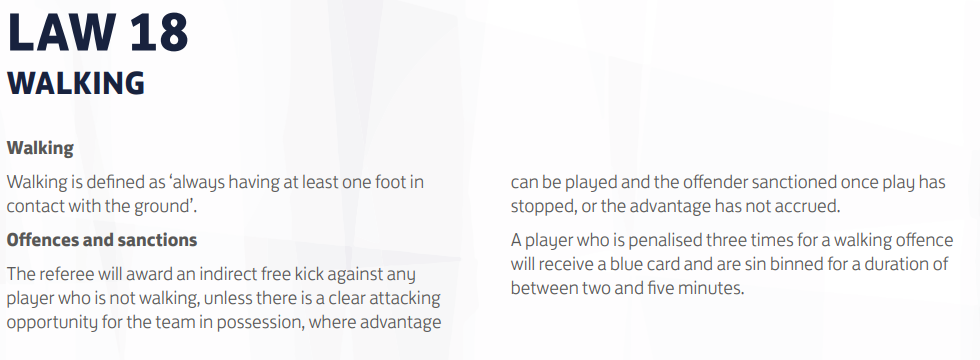 LAW 18
WALKING
Walking
Walking is defined as ‘always having at least one foot in
contact with the ground’.
Offences and sanctions
The referee will award an indirect free kick against any
player who is not walking, unless there is a clear attacking
opportunity for the team in possession, where advantage
can be played and the offender sanctioned once play has
stopped, or the advantage has not accrued.
A player who is penalised three times for a walking offence
will receive a blue card and are sin binned for a duration of
between two and five minutes.